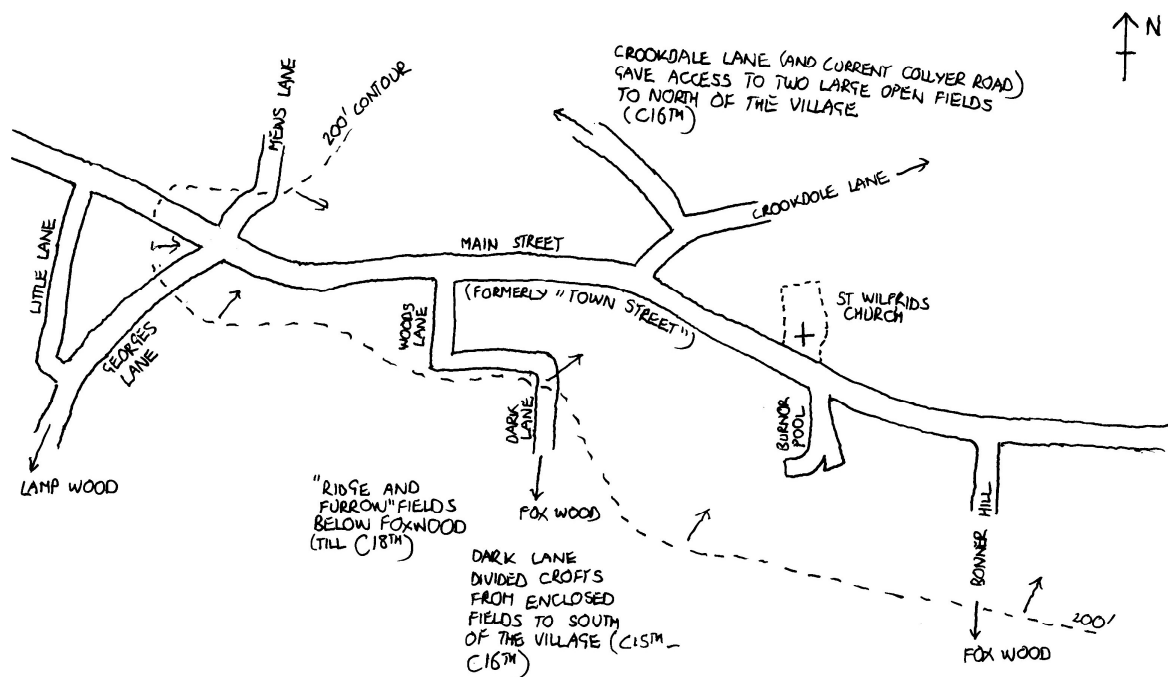 N
CROOKDALE LANE (AND CURRENT COLLYER ROAD)
GAVE ACCESS TO TWO LARGE OPEN FIELDS
TO NORTH OF THE VILLAGE
(C16TH)
MEWS LANE
200' CONTOUR
CROOKDOLE LANE
LITTLE LANE
MAIN STREET
(FORMERLY "TOWN STREET")
ST WILFRIDS
CHURCH
GEORGES
LANE
WOODS
LANE
DARK
LANE
BURNOR
POOL
LAMP WOOD
"RIDGE AND
FURROW" FIELDS
BELOW FOXWOOD
(TILL C18TH)
FOX WOOD
DARK LANE
DIVIDED CROFTS
FROM ENCLOSED
FIELDS TO SOUTH
OF THE VILLAGE (C15TH -
C16TH)
BONNER HILL
200'
FOX WOOD